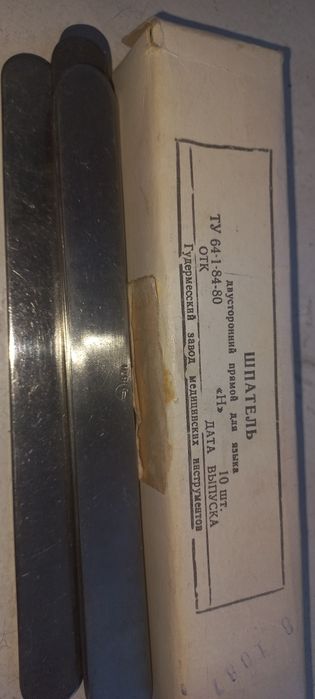 ШПАТЕЛЬ
двусторонний прямой для языка
10 шт.
«Н» ДАТА ВЫПУСКА
ТУ 64-1-84-80
ОТК
Гудермесский завод медицинских инструментов